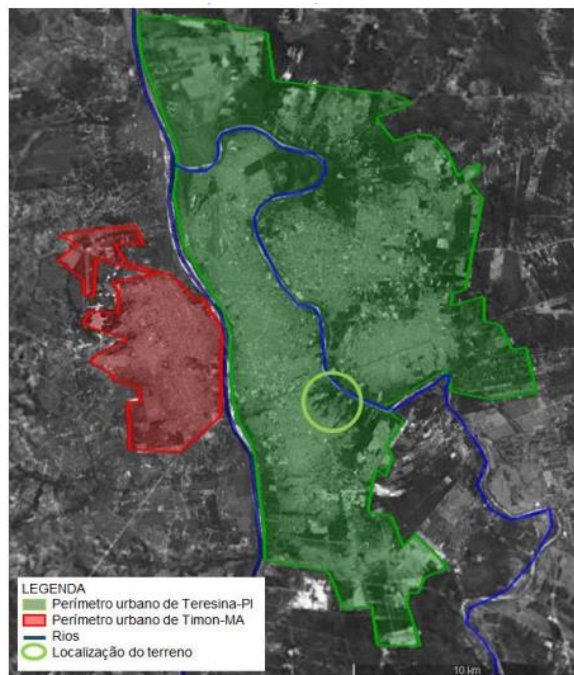 LEGENDA
Perímetro urbano de Teresina-PI
Perímetro urbano de Timon-MA
Rios
Localização do terreno
10 km